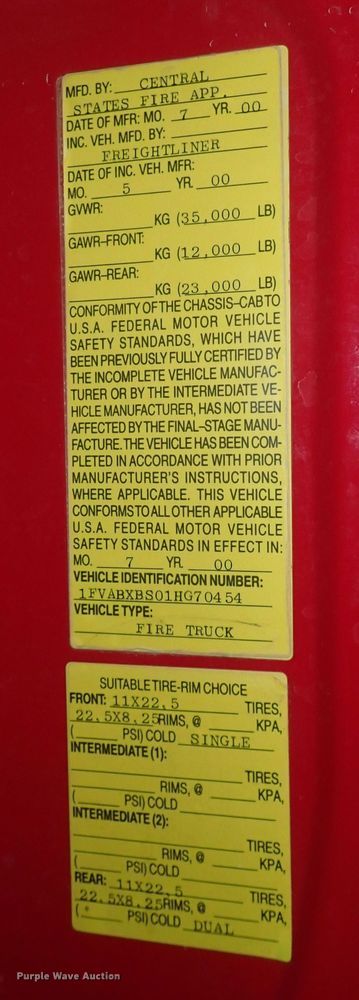 MFD. BY: CENTRAL
STATES FIRE APP.
DATE OF MFR: MO. 7 YR. 00
INC. VEH. MFD. BY:
FREIGHTLINER
DATE OF INC. VEH. MFR:
MO. 5 YR. 00
GVWR:
KG (35,000 LB)
GAWR-FRONT:
KG (12,000 LB)
GAWR-REAR:
KG (23,000 LB)
CONFORMITY OF THE CHASSIS-CAB TO
U.S.A. FEDERAL MOTOR VEHICLE
SAFETY STANDARDS, WHICH HAVE
BEEN PREVIOUSLY FULLY CERTIFIED BY
THE INCOMPLETE VEHICLE MANUFAC-
TURER OR BY THE INTERMEDIATE VE-
HICLE MANUFACTURER, HAS NOT BEEN
AFFECTED BY THE FINAL-STAGE MANU-
FACTURE. THE VEHICLE HAS BEEN COM-
PLETED IN ACCORDANCE WITH PRIOR
MANUFACTURER'S INSTRUCTIONS,
WHERE APPLICABLE. THIS VEHICLE
CONFORMS TO ALL OTHER APPLICABLE
U.S.A. FEDERAL MOTOR VEHICLE
SAFETY STANDARDS IN EFFECT IN:
MO. 7 YR. 00
VEHICLE IDENTIFICATION NUMBER:
1FVABXBS01HG70454
VEHICLE TYPE:
FIRE TRUCK
SUITABLE TIRE-RIM CHOICE
FRONT: 11X22.5 TIRES,
22.5X8.25 RIMS, @ KPA,
( PSI) COLD SINGLE
INTERMEDIATE (1):
TIRES,
RIMS, @ KPA,
( PSI) COLD
INTERMEDIATE (2):
TIRES,
RIMS, @ KPA,
( PSI) COLD
REAR: 11X22.5 TIRES,
22.5X8.25 RIMS, @ KPA,
( PSI) COLD DUAL
Purple Wave Auction